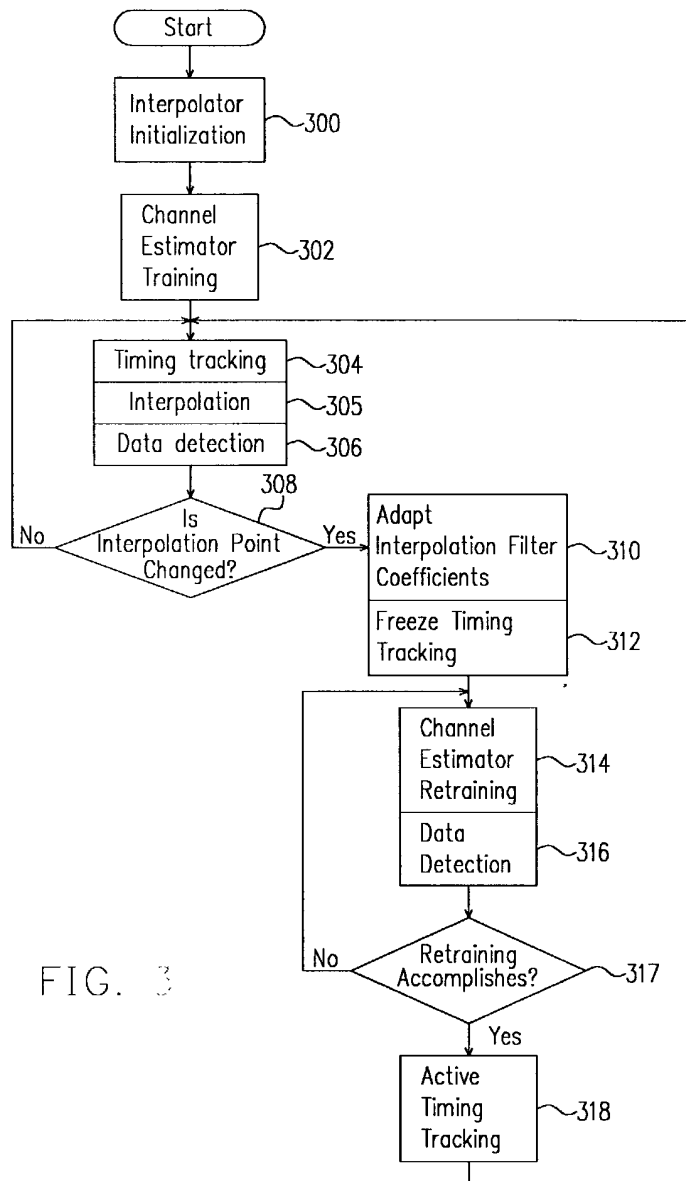 Start
Interpolator
Initialization
300
Channel
Estimator
Training
302
Timing tracking
304
Interpolation
305
Data detection
306
308
Is
Interpolation Point
Changed?
No
Yes
Adapt
Interpolation Filter
Coefficients
310
Freeze Timing
Tracking
312
Channel
Estimator
Retraining
314
Data
Detection
316
Retraining
Accomplishes?
317
No
Yes
Active
Timing
Tracking
318
FIG. 3